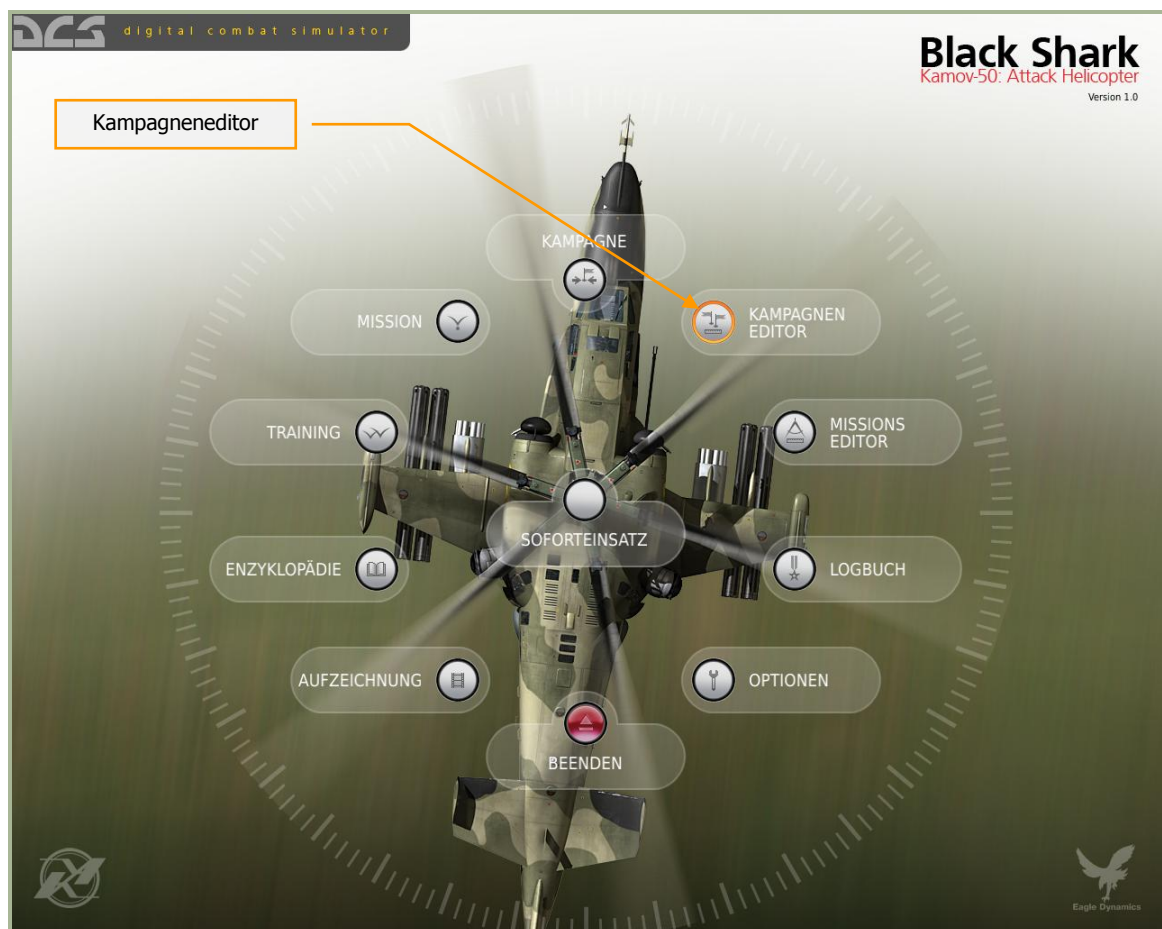 DCS
digital combat simulator
Black Shark
Kamov-50: Attack Helicopter
Version 1.0
Kampagneneditor
KAMPAGNE
MISSION
KAMPAGNEN
EDITOR
TRAINING
MISSIONS
EDITOR
SOFORTEINSATZ
ENZYKLOPÄDIE
LOGBUCH
AUFZEICHNUNG
OPTIONEN
BEENDEN
Eagle Dynamics